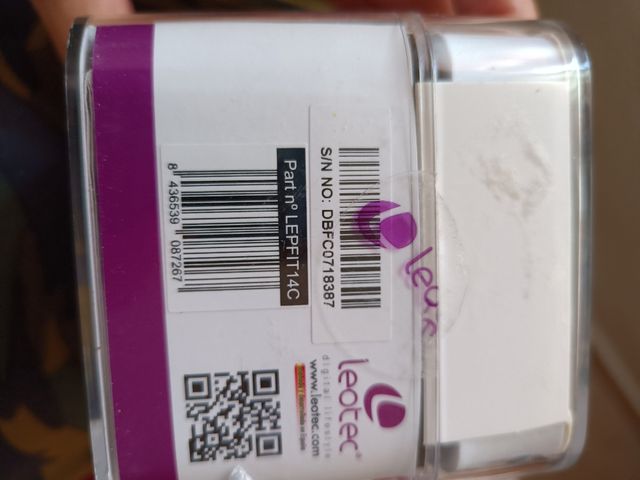 S/N NO: DBFC0718387
Part nº LEPFIT14C
8 436539 087267
leotec
leotec®
digital lifestyle
www.leotec.com